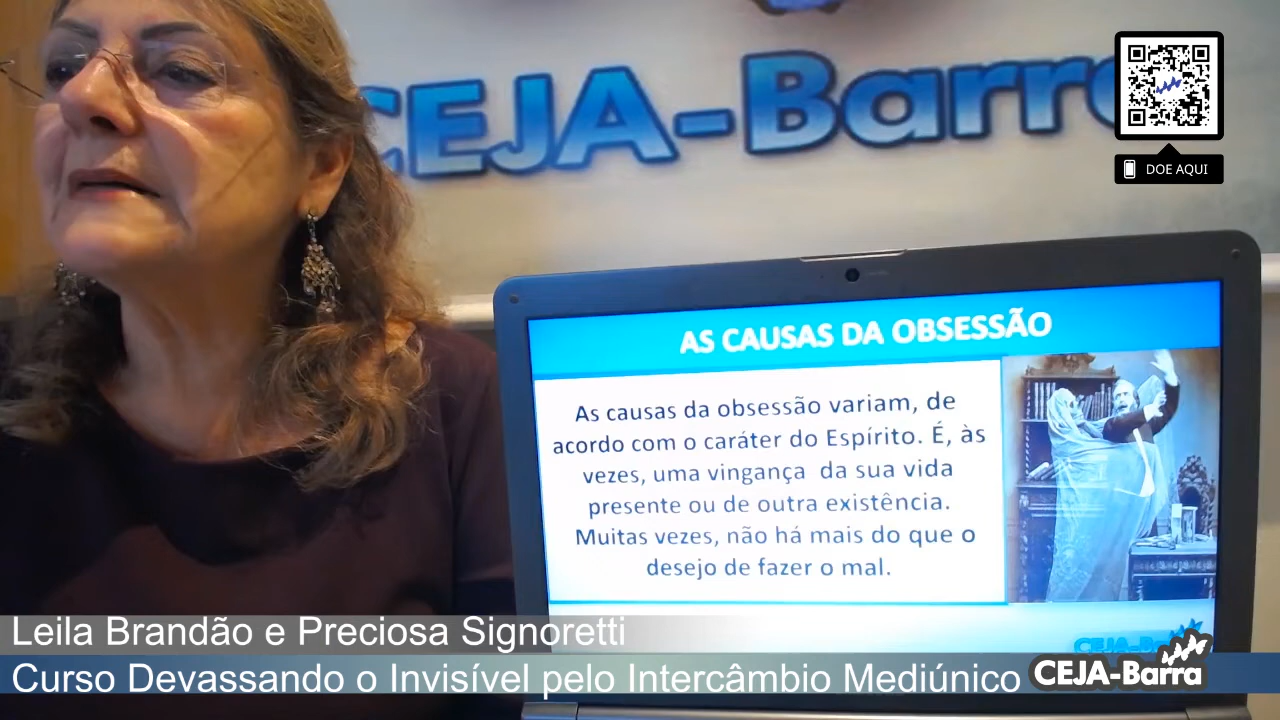 CEJA-Barra
DOE AQUI
AS CAUSAS DA OBSESSÃO
As causas da obsessão variam, de
acordo com o caráter do Espírito. É, às
vezes, uma vingança da sua vida
presente ou de outra existência.
Muitas vezes, não há mais do que o
desejo de fazer o mal.
CEJA-Barra
Leila Brandão e Preciosa Signoretti
Curso Devassando o Invisível pelo Intercâmbio Mediúnico
CEJA-Barra